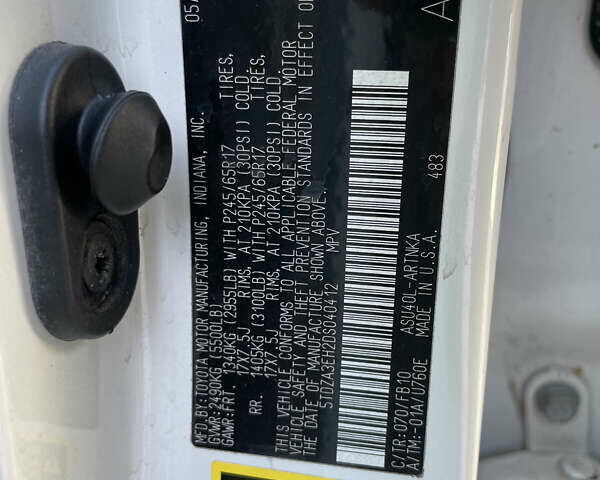 05/
A
MFD.BY:TOYOTA MOTOR MANUFACTURING, INDIANA, INC.
GVWR:2490KG(5500LB)
GAWR:FRT. 1340KG(2955LB)WITH P245/65R17 TIRES,
17X7.5J RIMS, AT 210KPA(30PSI)COLD.
RR. 1405KG(3100LB)WITH P245/65R17 TIRES,
17X7.5J RIMS, AT 210KPA(30PSI)COLD.
THIS VEHICLE CONFORMS TO ALL APPLICABLE FEDERAL MOTOR
VEHICLE SAFETY AND THEFT PREVENTION STANDARDS IN EFFECT ON
THE DATE OF MANUFACTURE SHOWN ABOVE.
5TDZA3EH2DS040412 MPV
483
C/TR:070/FB10 ASU40L-ARTNKA
A/TM:-01A/U760E MADE IN U.S.A.